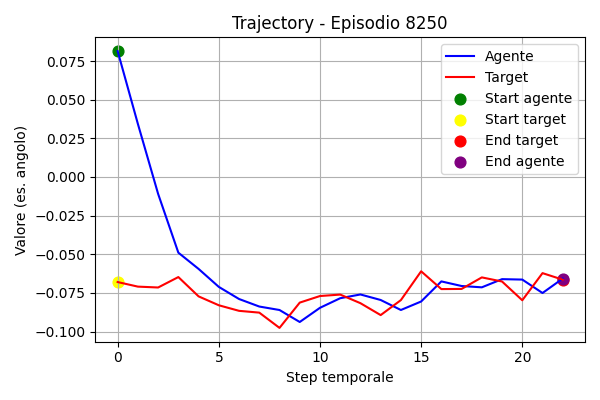 Trajectory - Episodio 8250
Agente
Target
Start agente
Start target
End target
End agente
Valore (es. angolo)
0.075
0.050
0.025
0.000
−0.025
−0.050
−0.075
−0.100
0 5 10 15 20
Step temporale